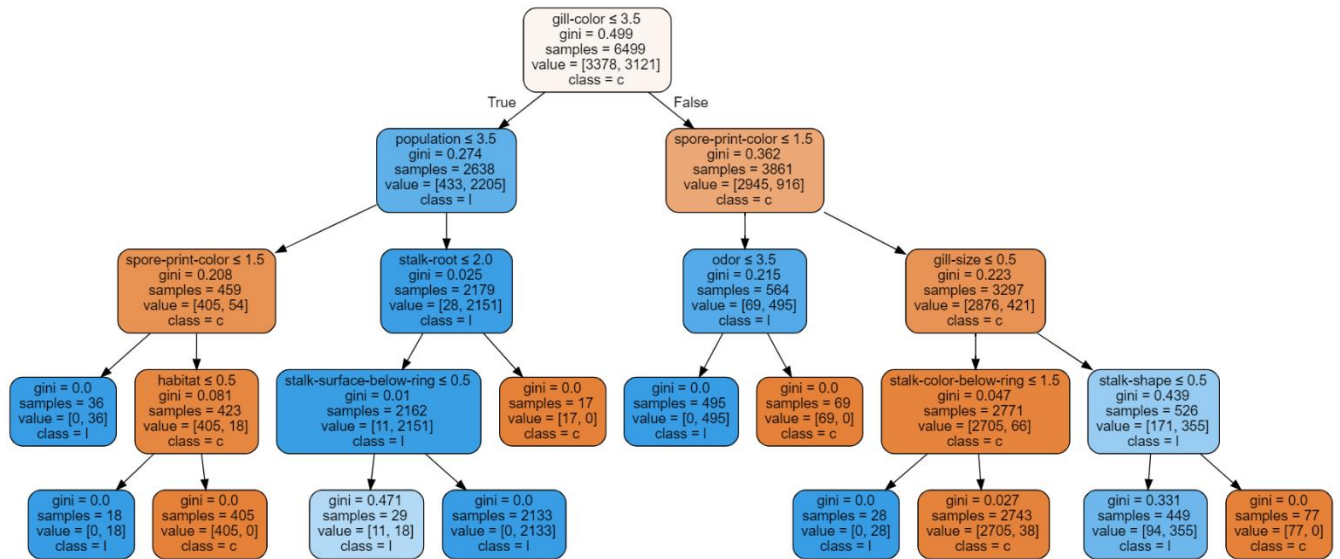 gill-color ≤ 3.5
gini = 0.499
samples = 6499
value = [3378, 3121]
class = c
True
False
population ≤ 3.5
gini = 0.274
samples = 2638
value = [433, 2205]
class = l
spore-print-color ≤ 1.5
gini = 0.362
samples = 3861
value = [2945, 916]
class = c
spore-print-color ≤ 1.5
gini = 0.208
samples = 459
value = [405, 54]
class = c
stalk-root ≤ 2.0
gini = 0.025
samples = 2179
value = [28, 2151]
class = l
odor ≤ 3.5
gini = 0.215
samples = 564
value = [69, 495]
class = l
gill-size ≤ 0.5
gini = 0.223
samples = 3297
value = [2876, 421]
class = c
gini = 0.0
samples = 36
value = [0, 36]
class = l
habitat ≤ 0.5
gini = 0.081
samples = 423
value = [405, 18]
class = c
stalk-surface-below-ring ≤ 0.5
gini = 0.01
samples = 2162
value = [11, 2151]
class = l
gini = 0.0
samples = 17
value = [17, 0]
class = c
gini = 0.0
samples = 495
value = [0, 495]
class = l
gini = 0.0
samples = 69
value = [69, 0]
class = c
stalk-color-below-ring ≤ 1.5
gini = 0.047
samples = 2771
value = [2705, 66]
class = c
stalk-shape ≤ 0.5
gini = 0.439
samples = 526
value = [171, 355]
class = l
gini = 0.0
samples = 18
value = [0, 18]
class = l
gini = 0.0
samples = 405
value = [405, 0]
class = c
gini = 0.471
samples = 29
value = [11, 18]
class = l
gini = 0.0
samples = 2133
value = [0, 2133]
class = l
gini = 0.0
samples = 28
value = [0, 28]
class = l
gini = 0.027
samples = 2743
value = [2705, 38]
class = c
gini = 0.331
samples = 449
value = [94, 355]
class = l
gini = 0.0
samples = 77
value = [77, 0]
class = c